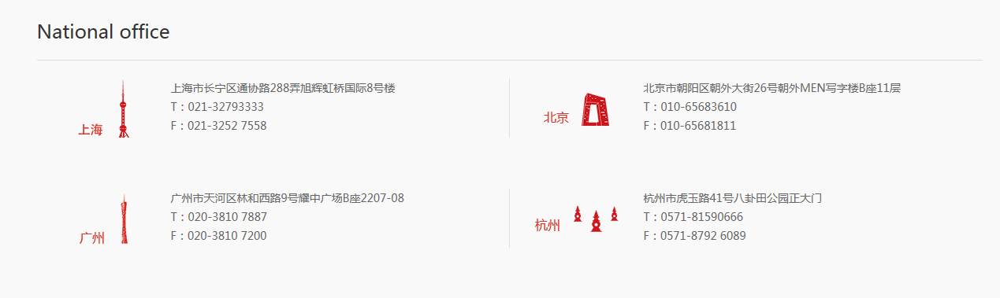 National office
上海
上海市长宁区通协路288弄旭辉虹桥国际8号楼
T：021-32793333
F：021-3252 7558
北京
北京市朝阳区朝外大街26号朝外MEN写字楼B座11层
T：010-65683610
F：010-65681811
广州
广州市天河区林和西路9号耀中广场B座2207-08
T：020-3810 7887
F：020-3810 7200
杭州
杭州市虎玉路41号八卦田公园正大门
T：0571-81590666
F：0571-8792 6089